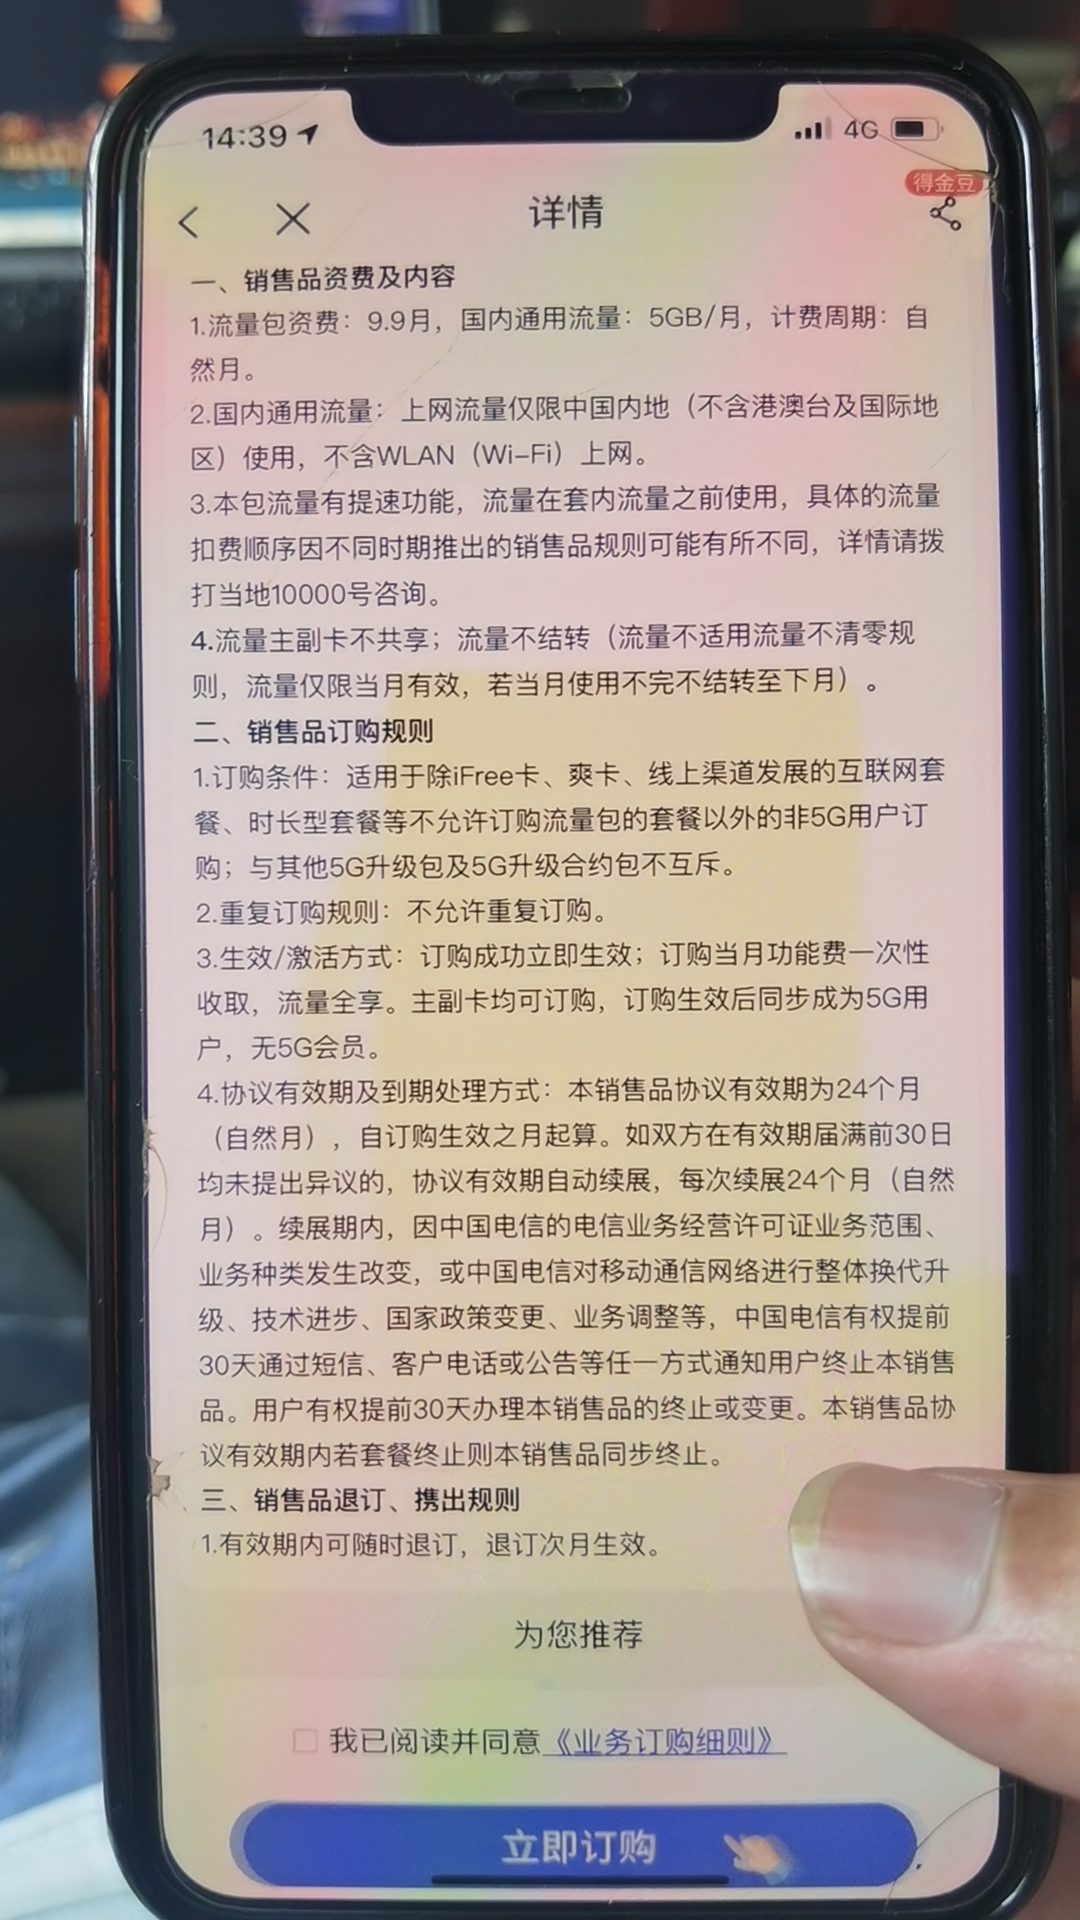 14:39
4G
得金豆
详情
一、销售品资费及内容
1.流量包资费：9.9月，国内通用流量：5GB/月，计费周期：自
然月。
2.国内通用流量：上网流量仅限中国内地（不含港澳台及国际地
区）使用，不含WLAN（Wi-Fi）上网。
3.本包流量有提速功能，流量在套内流量之前使用，具体的流量
扣费顺序因不同时期推出的销售品规则可能有所不同，详情请拨
打当地10000号咨询。
4.流量主副卡不共享；流量不结转（流量不适用流量不清零规
则，流量仅限当月有效，若当月使用不完不结转至下月）。
二、销售品订购规则
1.订购条件：适用于除iFree卡、爽卡、线上渠道发展的互联网套
餐、时长型套餐等不允许订购流量包的套餐以外的非5G用户订
购；与其他5G升级包及5G升级合约包不互斥。
2.重复订购规则：不允许重复订购。
3.生效/激活方式：订购成功立即生效；订购当月功能费一次性
收取，流量全享。主副卡均可订购，订购生效后同步成为5G用
户，无5G会员。
4.协议有效期及到期处理方式：本销售品协议有效期为24个月
（自然月），自订购生效之月起算。如双方在有效期届满前30日
均未提出异议的，协议有效期自动续展，每次续展24个月（自然
月）。续展期内，因中国电信的电信业务经营许可证业务范围、
业务种类发生改变，或中国电信对移动通信网络进行整体换代升
级、技术进步、国家政策变更、业务调整等，中国电信有权提前
30天通过短信、客户电话或公告等任一方式通知用户终止本销售
品。用户有权提前30天办理本销售品的终止或变更。本销售品协
议有效期内若套餐终止则本销售品同步终止。
三、销售品退订、携出规则
1.有效期内可随时退订，退订次月生效。
为您推荐
我已阅读并同意《业务订购细则》
立即订购